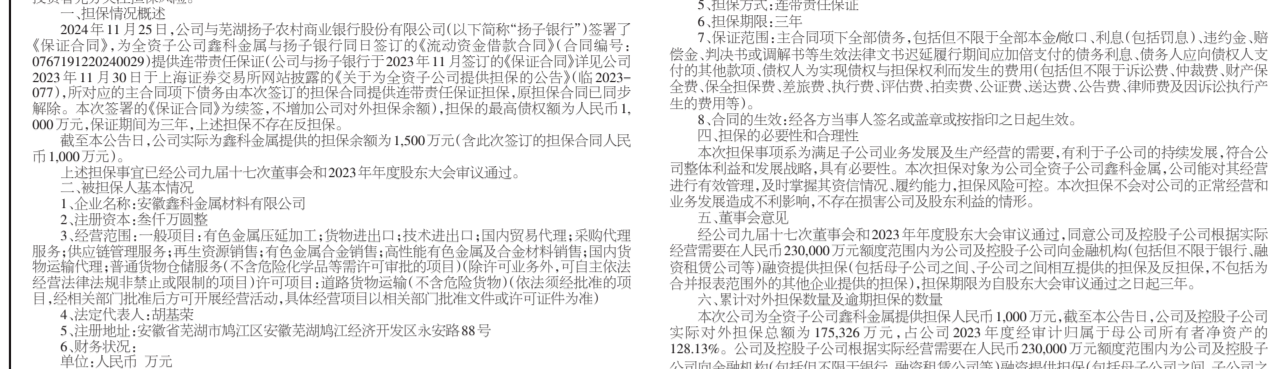 一、担保情况概述
2024年11月25日,公司与芜湖扬子农村商业银行股份有限公司(以下简称“扬子银行”)签署了
《保证合同》,为全资子公司鑫科金属与扬子银行同日签订的《流动资金借款合同》(合同编号:
0767191220240029)提供连带责任保证(公司与扬子银行于2023年11月签订的《保证合同》详见公司
2023年11月30日于上海证券交易所网站披露的《关于为全资子公司提供担保的公告》(临2023-
077),所对应的主合同项下债务由本次签订的担保合同提供连带责任保证担保,原担保合同已同步
解除。本次签署的《保证合同》为续签,不增加公司对外担保余额),担保的最高债权额为人民币1,
000万元,保证期间为三年,上述担保不存在反担保。
截至本公告日,公司实际为鑫科金属提供的担保余额为1,500万元(含此次签订的担保合同人民
币1,000万元)。
上述担保事宜已经公司九届十七次董事会和2023年年度股东大会审议通过。
二、被担保人基本情况
1、企业名称:安徽鑫科金属材料有限公司
2、注册资本:叁仟万圆整
3、经营范围:一般项目:有色金属压延加工;货物进出口;技术进出口;国内贸易代理;采购代理
服务;供应链管理服务;再生资源销售;有色金属合金销售;高性能有色金属及合金材料销售;国内货
物运输代理;普通货物仓储服务(不含危险化学品等需许可审批的项目)(除许可业务外,可自主依法
经营法律法规非禁止或限制的项目)许可项目:道路货物运输(不含危险货物)(依法须经批准的项
目,经相关部门批准后方可开展经营活动,具体经营项目以相关部门批准文件或许可证件为准)
4、法定代表人:胡基荣
5、注册地址:安徽省芜湖市鸠江区安徽芜湖鸠江经济开发区永安路88号
6、财务状况:
单位:人民币 万元
5、担保方式:连带责任保证
6、担保期限:三年
7、保证范围:主合同项下全部债务,包括但不限于全部本金/敞口、利息(包括罚息)、违约金、赔
偿金、判决书或调解书等生效法律文书迟延履行期间应加倍支付的债务利息、债务人应向债权人支
付的其他款项、债权人为实现债权与担保权利而发生的费用(包括但不限于诉讼费、仲裁费、财产保
全费、保全担保费、差旅费、执行费、评估费、拍卖费、公证费、送达费、公告费、律师费及因诉讼执行产
生的费用等)。
8、合同的生效:经各方当事人签名或盖章或按指印之日起生效。
四、担保的必要性和合理性
本次担保事项系为满足子公司业务发展及生产经营的需要,有利于子公司的持续发展,符合公
司整体利益和发展战略,具有必要性。本次担保对象为公司全资子公司鑫科金属,公司能对其经营
进行有效管理,及时掌握其资信情况、履约能力,担保风险可控。本次担保不会对公司的正常经营和
业务发展造成不利影响,不存在损害公司及股东利益的情形。
五、董事会意见
经公司九届十七次董事会和2023年年度股东大会审议通过,同意公司及控股子公司根据实际
经营需要在人民币230,000万元额度范围内为公司及控股子公司向金融机构(包括但不限于银行、融
资租赁公司等)融资提供担保(包括母子公司之间、子公司之间相互提供的担保及反担保,不包括为
合并报表范围外的其他企业提供的担保),担保期限为自股东大会审议通过之日起三年。
六、累计对外担保数量及逾期担保的数量
本次公司为全资子公司鑫科金属提供担保人民币1,000万元,截至本公告日,公司及控股子公司
实际对外担保总额为175,326万元,占公司2023年度经审计归属于母公司所有者净资产的
128.13%。公司及控股子公司根据实际经营需要在人民币230,000万元额度范围内为公司及控股子
公司向金融机构(包括但不限于银行、融资租赁公司等)融资提供担保(包括母子公司之间、子公司之